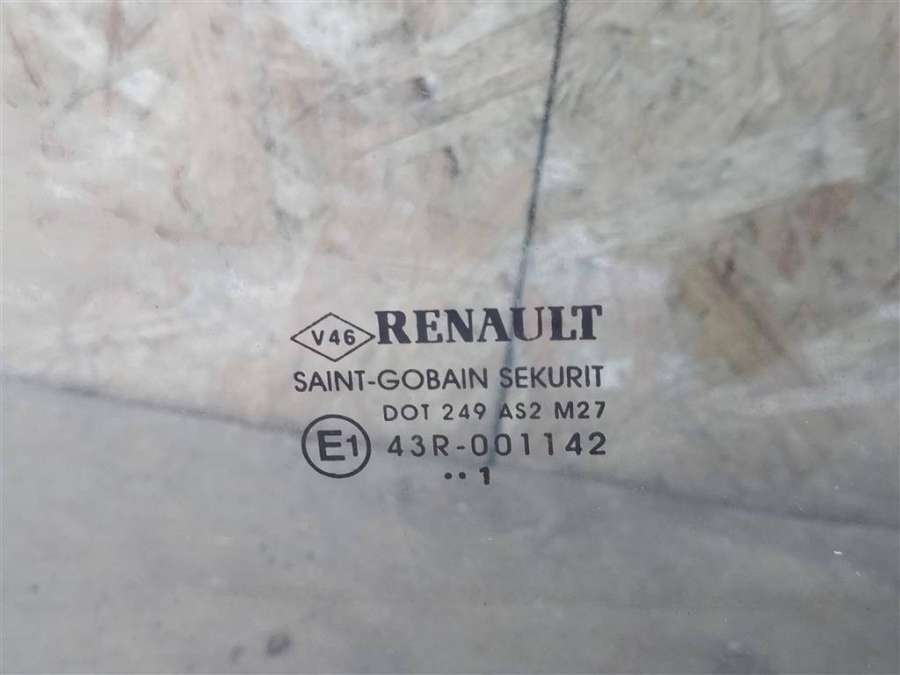 V46 RENAULT
SAINT-GOBAIN SEKURIT
DOT 249 AS2 M27
E1 43R-001142
··1